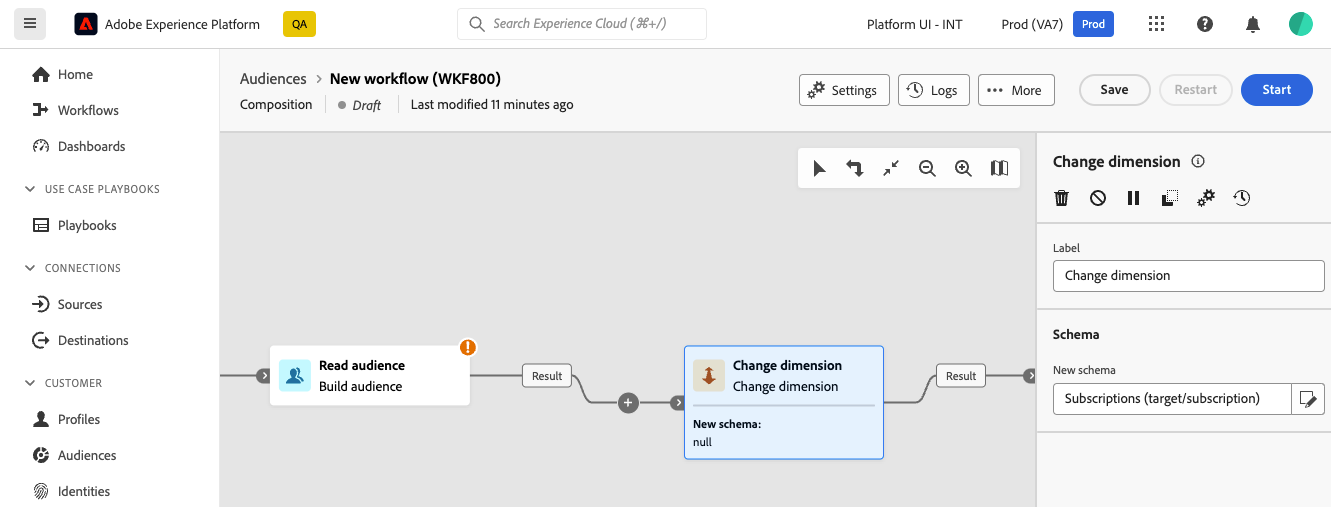 Adobe Experience Platform
QA
Search Experience Cloud (⌘+/)
Platform UI - INT
Prod (VA7)
Prod
Home
Workflows
Dashboards
USE CASE PLAYBOOKS
Playbooks
CONNECTIONS
Sources
Destinations
CUSTOMER
Profiles
Audiences
Identities
Audiences > New workflow (WKF800)
Composition
Draft
Last modified 11 minutes ago
Settings
Logs
More
Save
Restart
Start
Read audience
Build audience
Result
Change dimension
Change dimension
New schema:
null
Result
Change dimension
Label
Change dimension
Schema
New schema
Subscriptions (target/subscription)